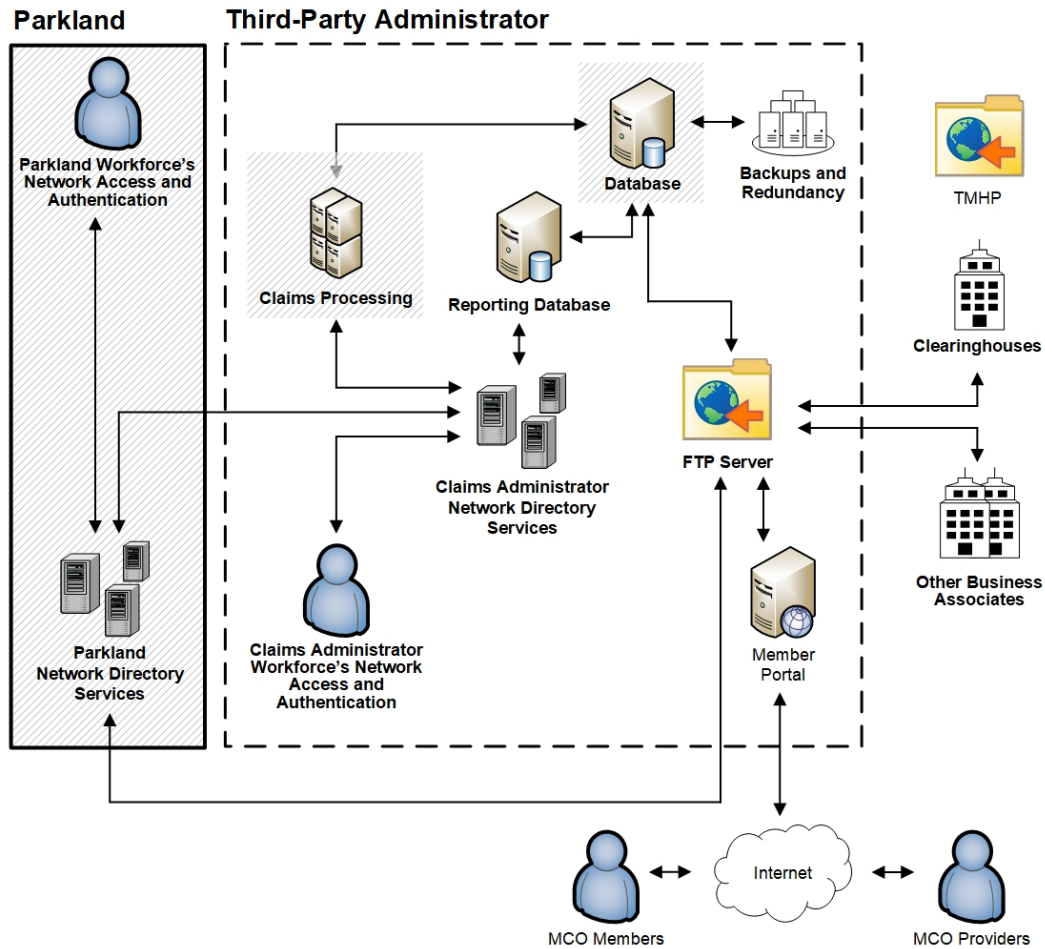 Parkland
Third-Party Administrator
Parkland Workforce's
Network Access and
Authentication
Database
Backups and
Redundancy
TMHP
Claims Processing
Reporting Database
Clearinghouses
FTP Server
Claims Administrator
Network Directory
Services
Other Business
Associates
Parkland
Network Directory
Services
Claims Administrator
Workforce's Network
Access and
Authentication
Member
Portal
Internet
MCO Members
MCO Providers